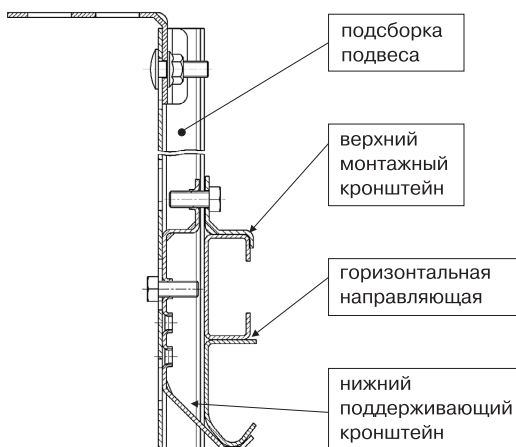 подсборка
подвеса
верхний
монтажный
кронштейн
горизонтальная
направляющая
нижний
поддерживающий
кронштейн